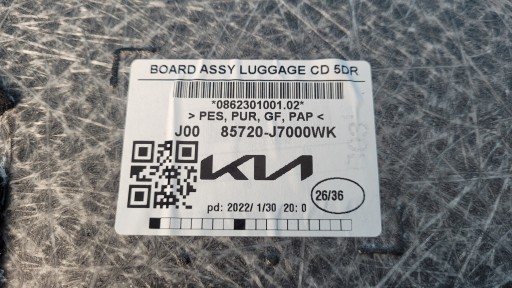 BOARD ASSY LUGGAGE CD 5DR
*0862301001.02*
> PES, PUR, GF, PAP <
J00 85720-J7000WK
KIA
26/36
pd: 2022/ 1/30 20: 0